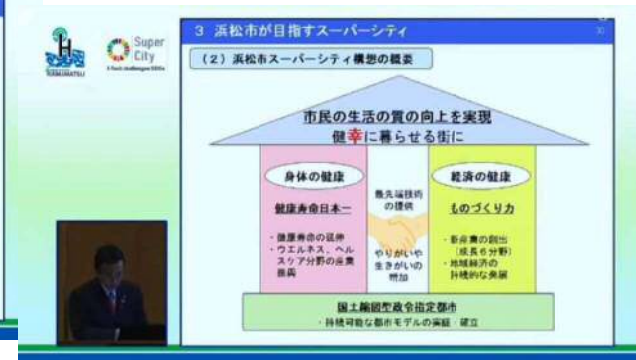 Super
City
3 浜松市が目指すスーパーシティ
30
(2)浜松市スーパーシティ構想の概要
市民の生活の質の向上を実現
健幸に暮らせる街に
身体の健康
健康寿命日本一
・健康寿命の延伸
・ウエルネス、ヘル
スケア分野の産業
振興
最先端技術
の提供
やりがいや
生きがいの
増加
経済の健康
ものづくり力
・新産業の創出
(成長6分野)
・地域経済の
持続的な発展
国土縮図型政令指定都市
・持続可能な都市モデルの実証・確立